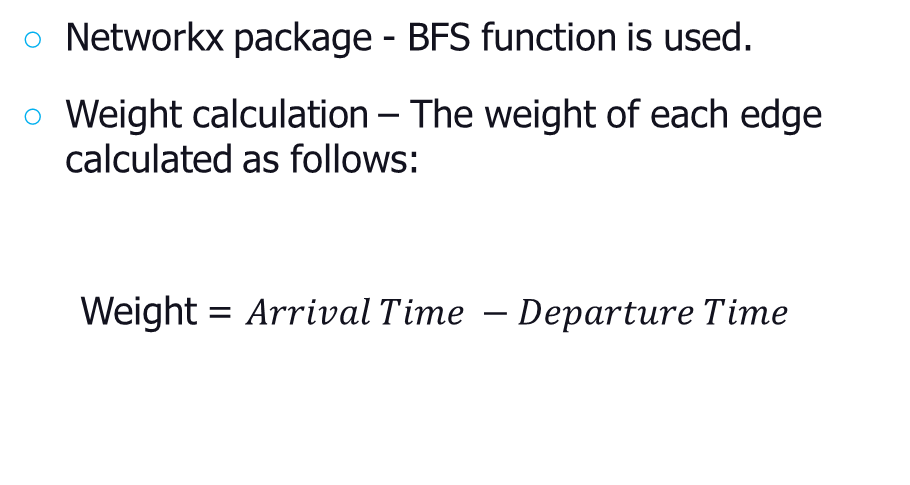 Networkx package - BFS function is used.
Weight calculation – The weight of each edge
calculated as follows:
Weight = Arrival Time − Departure Time